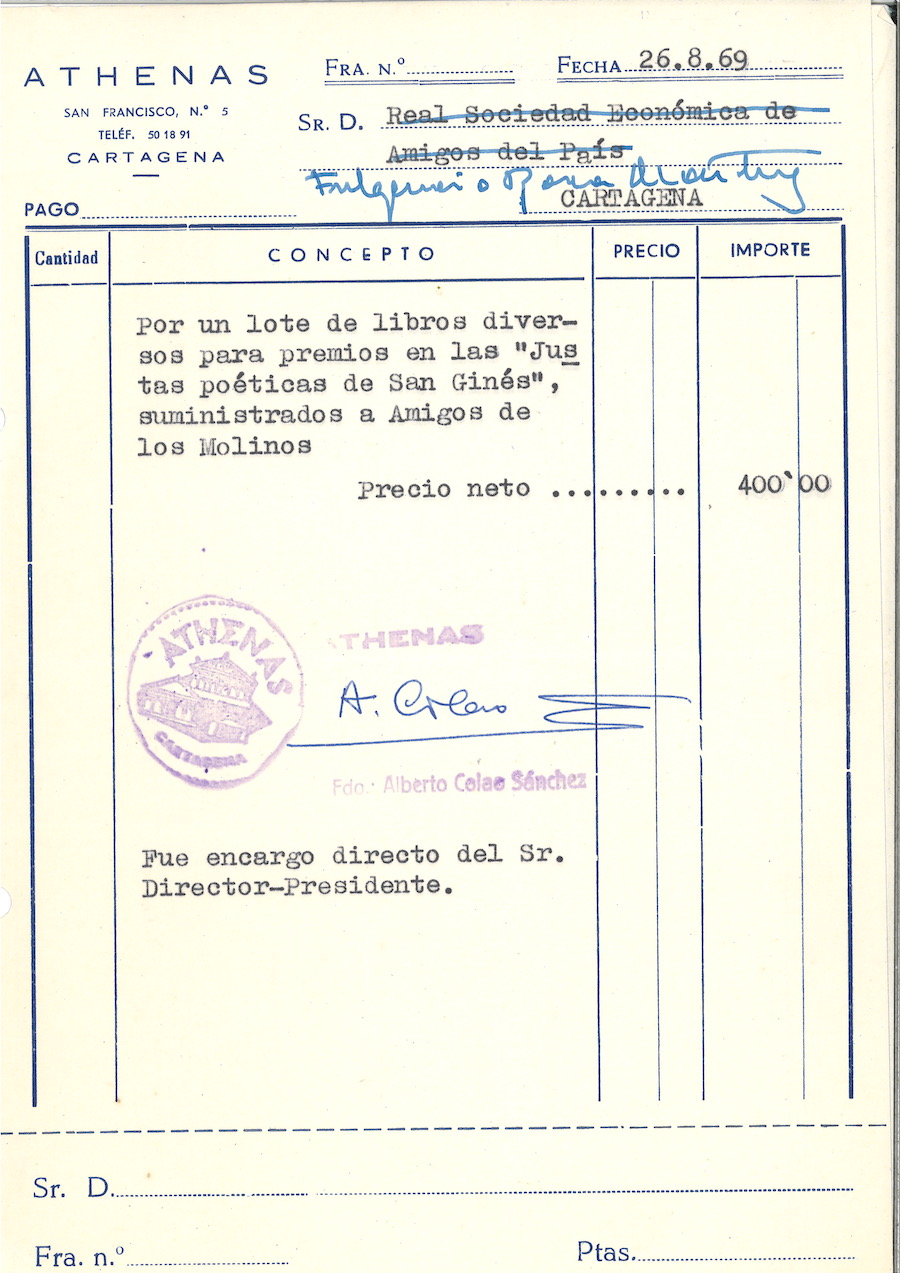 ATHENAS
SAN FRANCISCO, N.º 5
TELÉF. 50 18 91
CARTAGENA
PAGO
FRA. N.º
FECHA 26.8.69
SR. D. Real Sociedad Económica de
Amigos del País
CARTAGENA
Cantidad CONCEPTO PRECIO IMPORTE
Por un lote de libros diver-
sos para premios en las "Jus
tas poéticas de San Ginés",
suministrados a Amigos de
los Molinos
Precio neto ......... 400'00
ATHENAS
CARTAGENA
ATHENAS
A. Colao
Fdo.: Alberto Colao Sánchez
Fue encargo directo del Sr.
Director-Presidente.
Sr. D.
Fra. n.º Ptas.